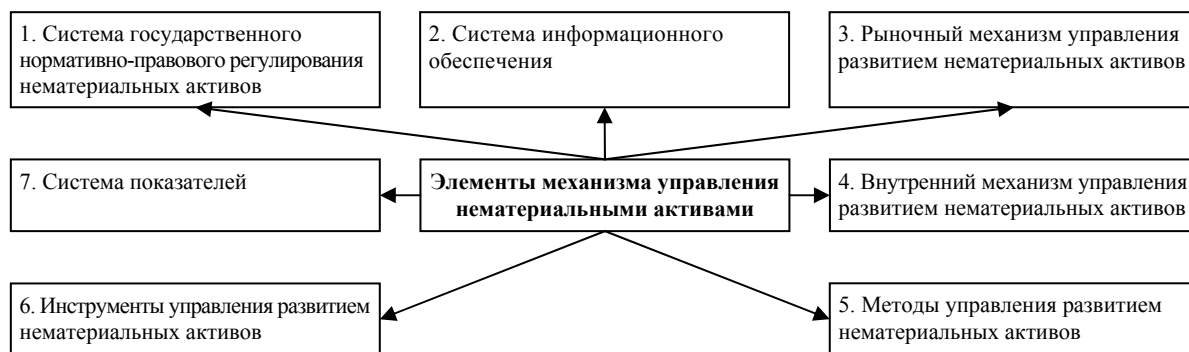 1. Система государственного
нормативно-правового регулирования
нематериальных активов
2. Система информационного
обеспечения
3. Рыночный механизм управления
развитием нематериальных активов
7. Система показателей
Элементы механизма управления
нематериальными активами
4. Внутренний механизм управления
развитием нематериальных активов
6. Инструменты управления развитием
нематериальных активов
5. Методы управления развитием
нематериальных активов